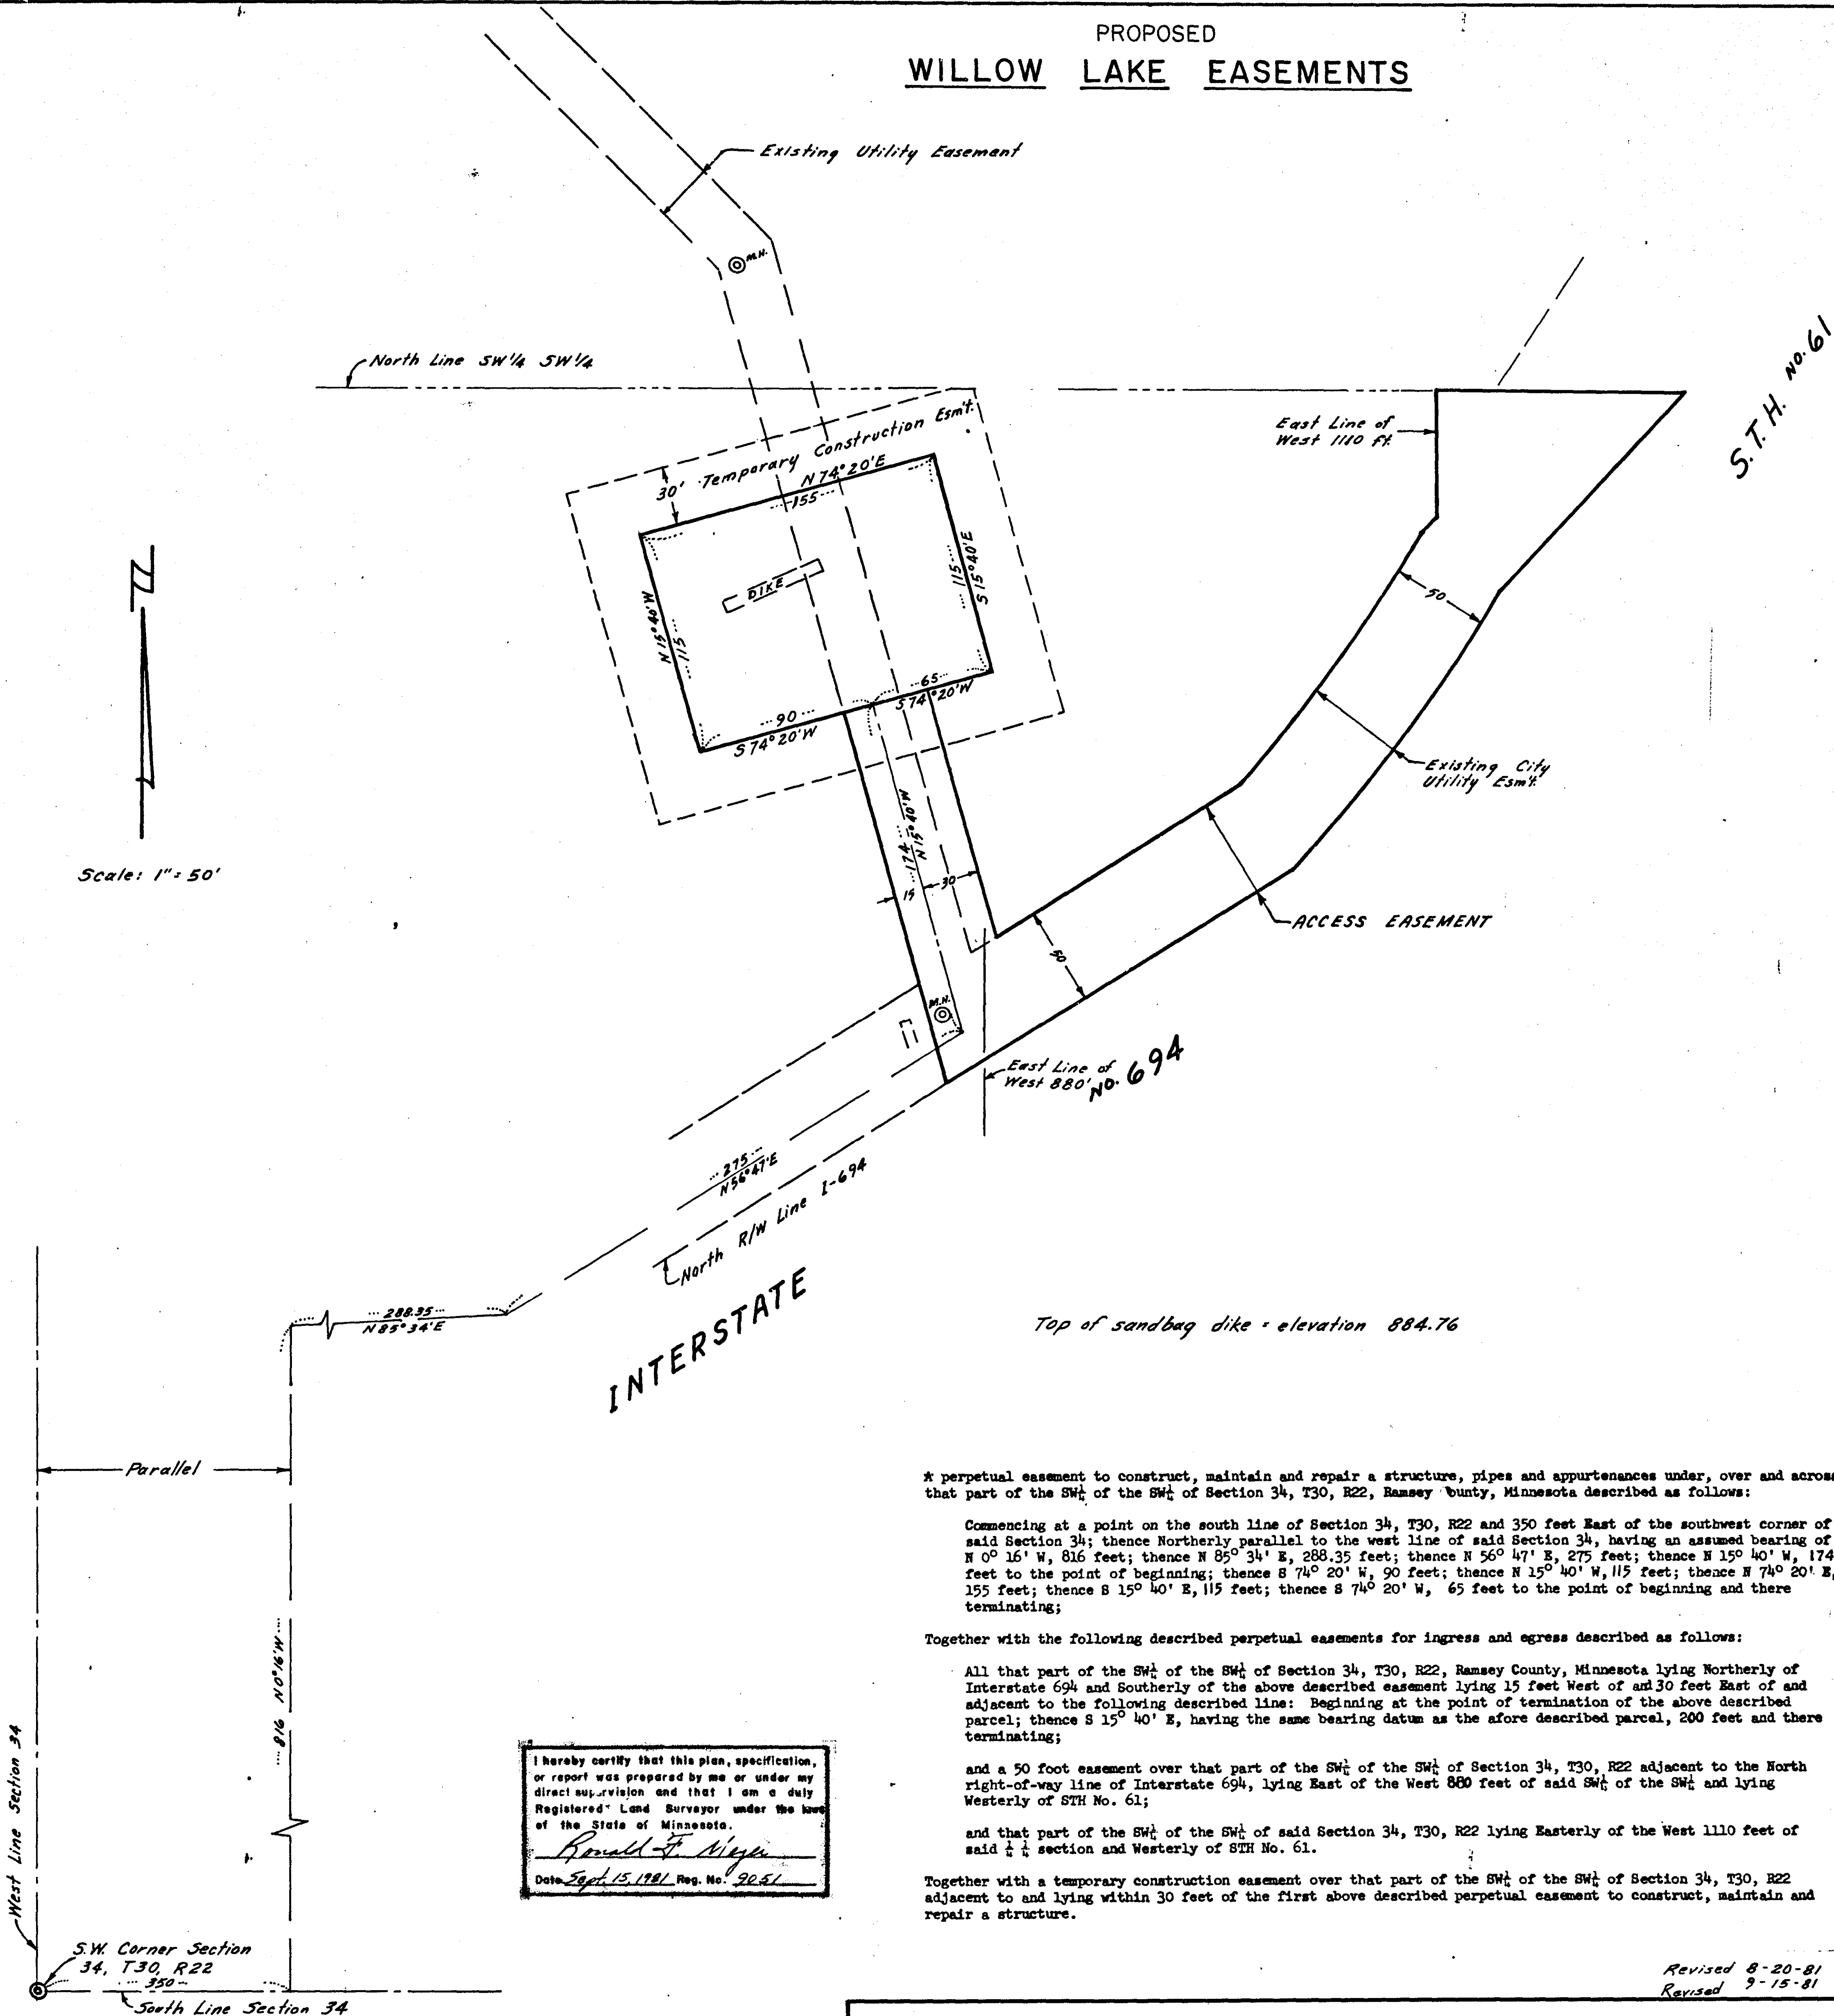 PROPOSED
WILLOW LAKE EASEMENTS
Existing Utility Easement
M.H.
North Line SW 1/4 SW 1/4
S.T.H. No. 61
East Line of
West 1110 ft.
30' Temporary Construction Esm't.
N 74° 20' E
155
DIKE
115
S 15° 40' E
N 15° 40' W
115
50
65
S 74° 20' W
90
S 74° 20' W
Existing City
Utility Esm't.
174
N 15° 40' W
15
30
Scale: 1" = 50'
ACCESS EASEMENT
50
M.H.
East Line of
West 880'
No. 694
275
N 56° 47' E
North R/W Line I-694
INTERSTATE
288.35
N 85° 34' E
Top of sandbag dike = elevation 884.76
Parallel
816 N 0° 16' W
West Line Section 34
A perpetual easement to construct, maintain and repair a structure, pipes and appurtenances under, over and across
that part of the SW¼ of the SW¼ of Section 34, T30, R22, Ramsey ounty, Minnesota described as follows:
Commencing at a point on the south line of Section 34, T30, R22 and 350 feet East of the southwest corner of
said Section 34; thence Northerly parallel to the west line of said Section 34, having an assumed bearing of
N 0° 16' W, 816 feet; thence N 85° 34' E, 288.35 feet; thence N 56° 47' E, 275 feet; thence N 15° 40' W, 174
feet to the point of beginning; thence S 74° 20' W, 90 feet; thence N 15° 40' W, 115 feet; thence N 74° 20' E,
155 feet; thence S 15° 40' E, 115 feet; thence S 74° 20' W, 65 feet to the point of beginning and there
terminating;
Together with the following described perpetual easements for ingress and egress described as follows:
All that part of the SW¼ of the SW¼ of Section 34, T30, R22, Ramsey County, Minnesota lying Northerly of
Interstate 694 and Southerly of the above described easement lying 15 feet West of and 30 feet East of and
adjacent to the following described line: Beginning at the point of termination of the above described
parcel; thence S 15° 40' E, having the same bearing datum as the afore described parcel, 200 feet and there
terminating;
and a 50 foot easement over that part of the SW¼ of the SW¼ of Section 34, T30, R22 adjacent to the North
right-of-way line of Interstate 694, lying East of the West 880 feet of said SW¼ of the SW¼ and lying
Westerly of STH No. 61;
and that part of the SW¼ of the SW¼ of said Section 34, T30, R22 lying Easterly of the West 1110 feet of
said ¼ ¼ section and Westerly of STH No. 61.
Together with a temporary construction easement over that part of the SW¼ of the SW¼ of Section 34, T30, R22
adjacent to and lying within 30 feet of the first above described perpetual easement to construct, maintain and
repair a structure.
I hereby certify that this plan, specification,
or report was prepared by me or under my
direct supervision and that I am a duly
Registered Land Surveyor under the laws
of the State of Minnesota.
Ronald F. Meyer
Date Sept. 15, 1981 Reg. No. 9051
S.W. Corner Section
34, T30, R22
350
South Line Section 34
Revised 8-20-81
Revised 9-15-81